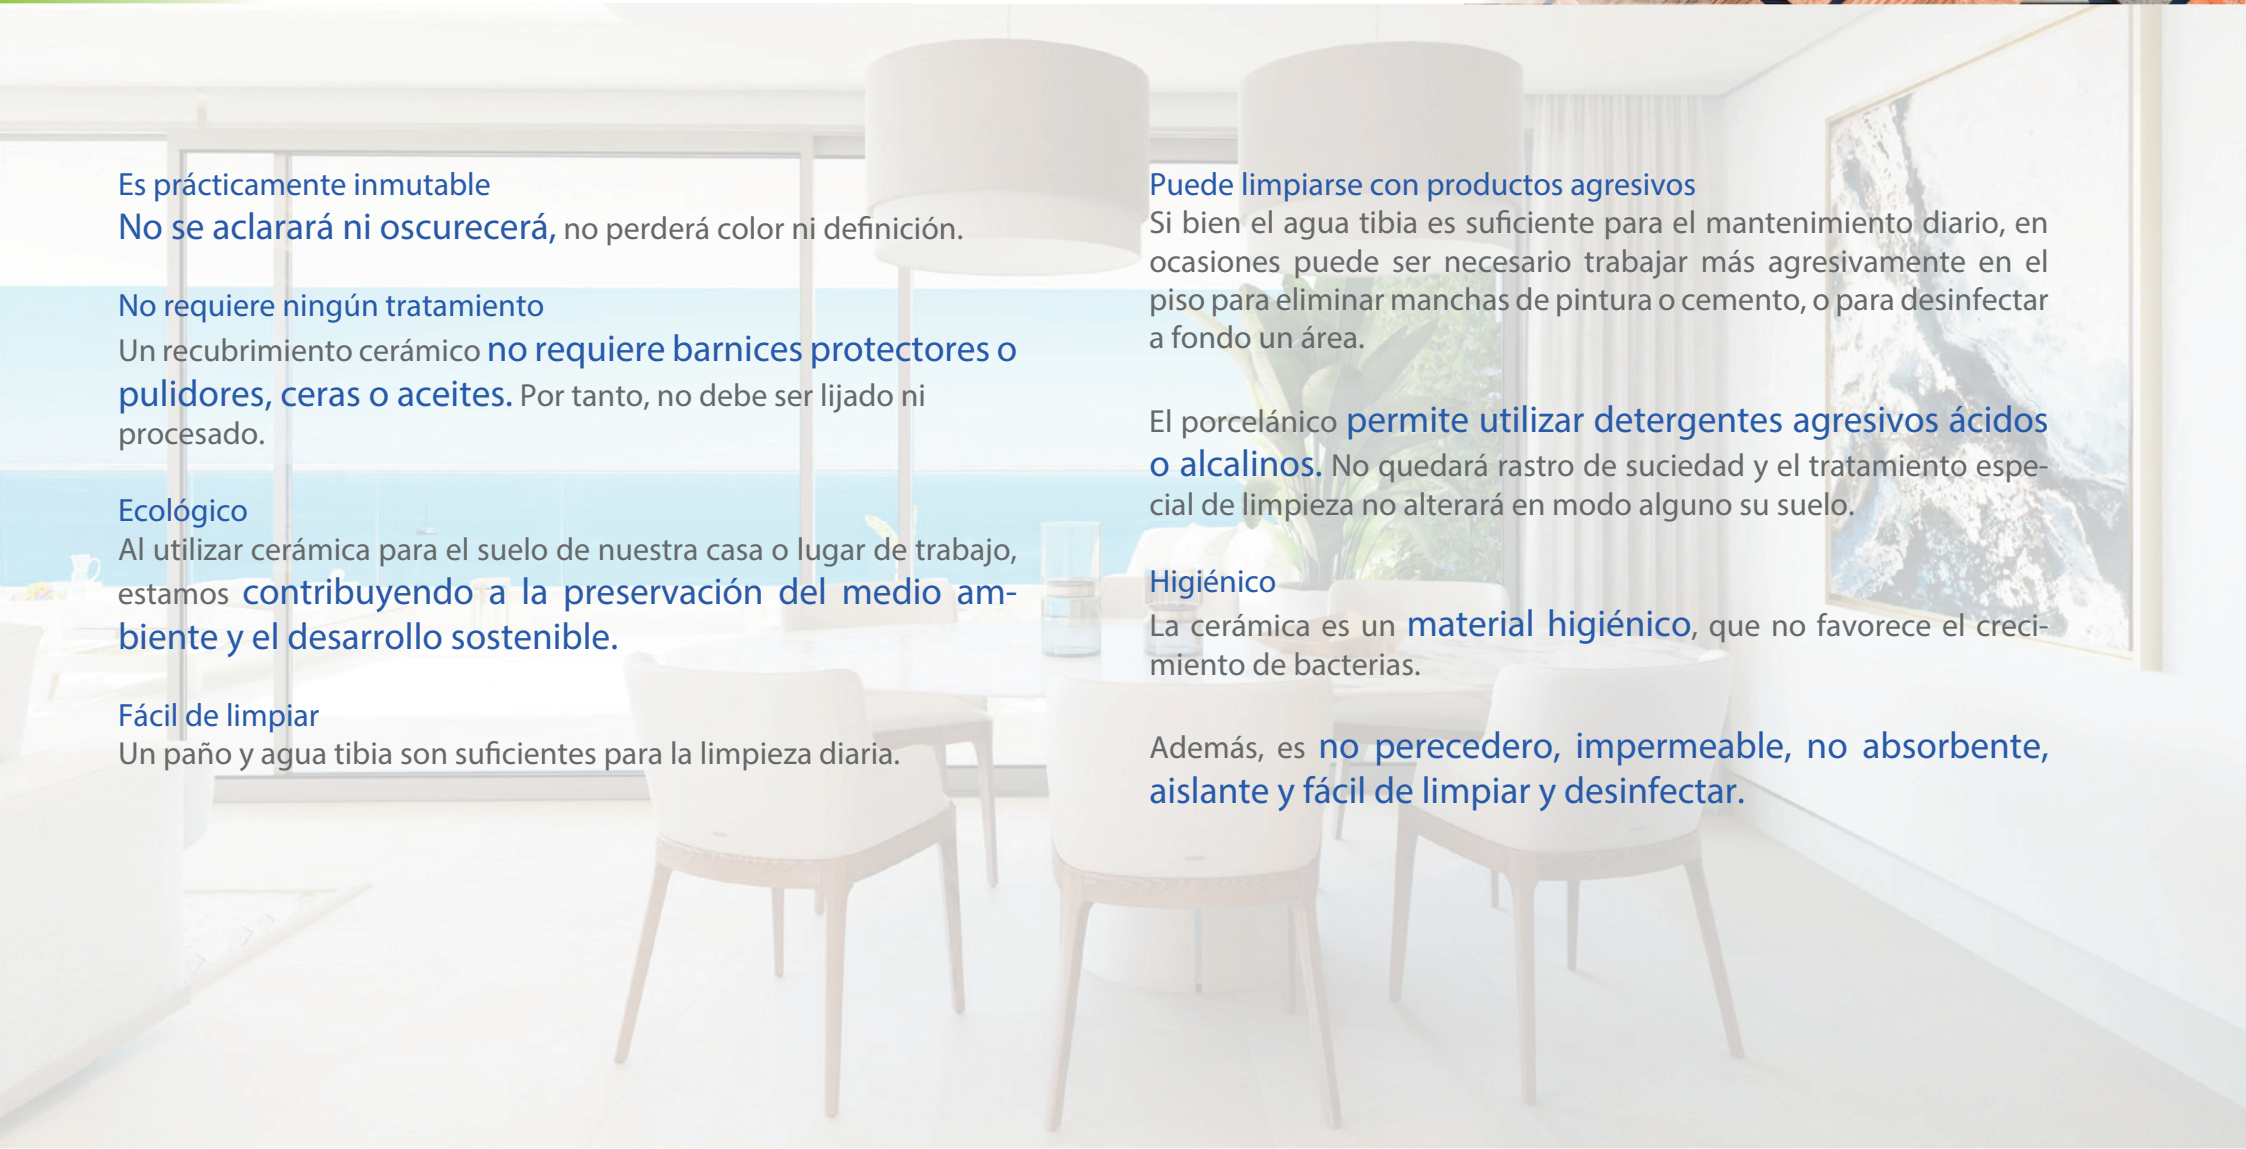 Es prácticamente inmutable
No se aclarará ni oscurecerá, no perderá color ni definición.
No requiere ningún tratamiento
Un recubrimiento cerámico no requiere barnices protectores o
pulidores, ceras o aceites. Por tanto, no debe ser lijado ni
procesado.
Ecológico
Al utilizar cerámica para el suelo de nuestra casa o lugar de trabajo,
estamos contribuyendo a la preservación del medio am-
biente y el desarrollo sostenible.
Fácil de limpiar
Un paño y agua tibia son suficientes para la limpieza diaria.
Puede limpiarse con productos agresivos
Si bien el agua tibia es suficiente para el mantenimiento diario, en
ocasiones puede ser necesario trabajar más agresivamente en el
piso para eliminar manchas de pintura o cemento, o para desinfectar
a fondo un área.
El porcelánico permite utilizar detergentes agresivos ácidos
o alcalinos. No quedará rastro de suciedad y el tratamiento espe-
cial de limpieza no alterará en modo alguno su suelo.
Higiénico
La cerámica es un material higiénico, que no favorece el creci-
miento de bacterias.
Además, es no perecedero, impermeable, no absorbente,
aislante y fácil de limpiar y desinfectar.